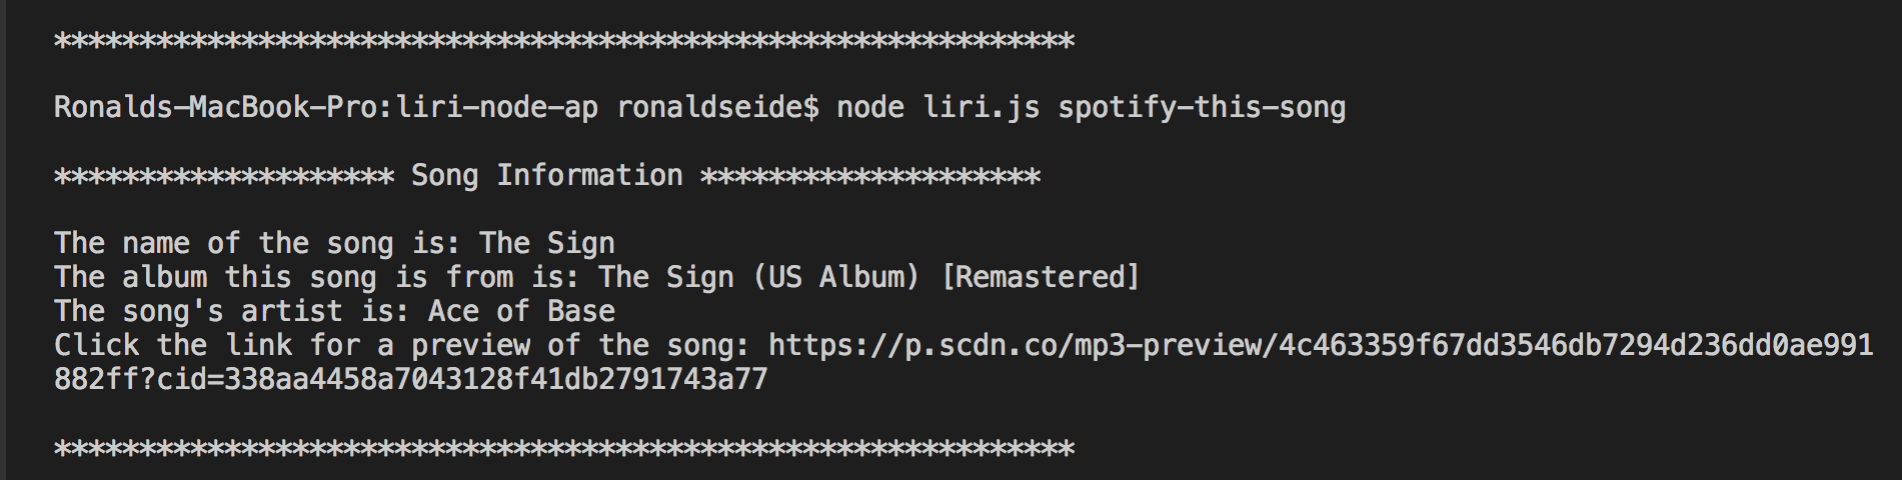 ************************************************************
Ronalds-MacBook-Pro:liri-node-ap ronaldseide$ node liri.js spotify-this-song
******************** Song Information ********************
The name of the song is: The Sign
The album this song is from is: The Sign (US Album) [Remastered]
The song's artist is: Ace of Base
Click the link for a preview of the song: https://p.scdn.co/mp3-preview/4c463359f67dd3546db7294d236dd0ae991
882ff?cid=338aa4458a7043128f41db2791743a77
************************************************************